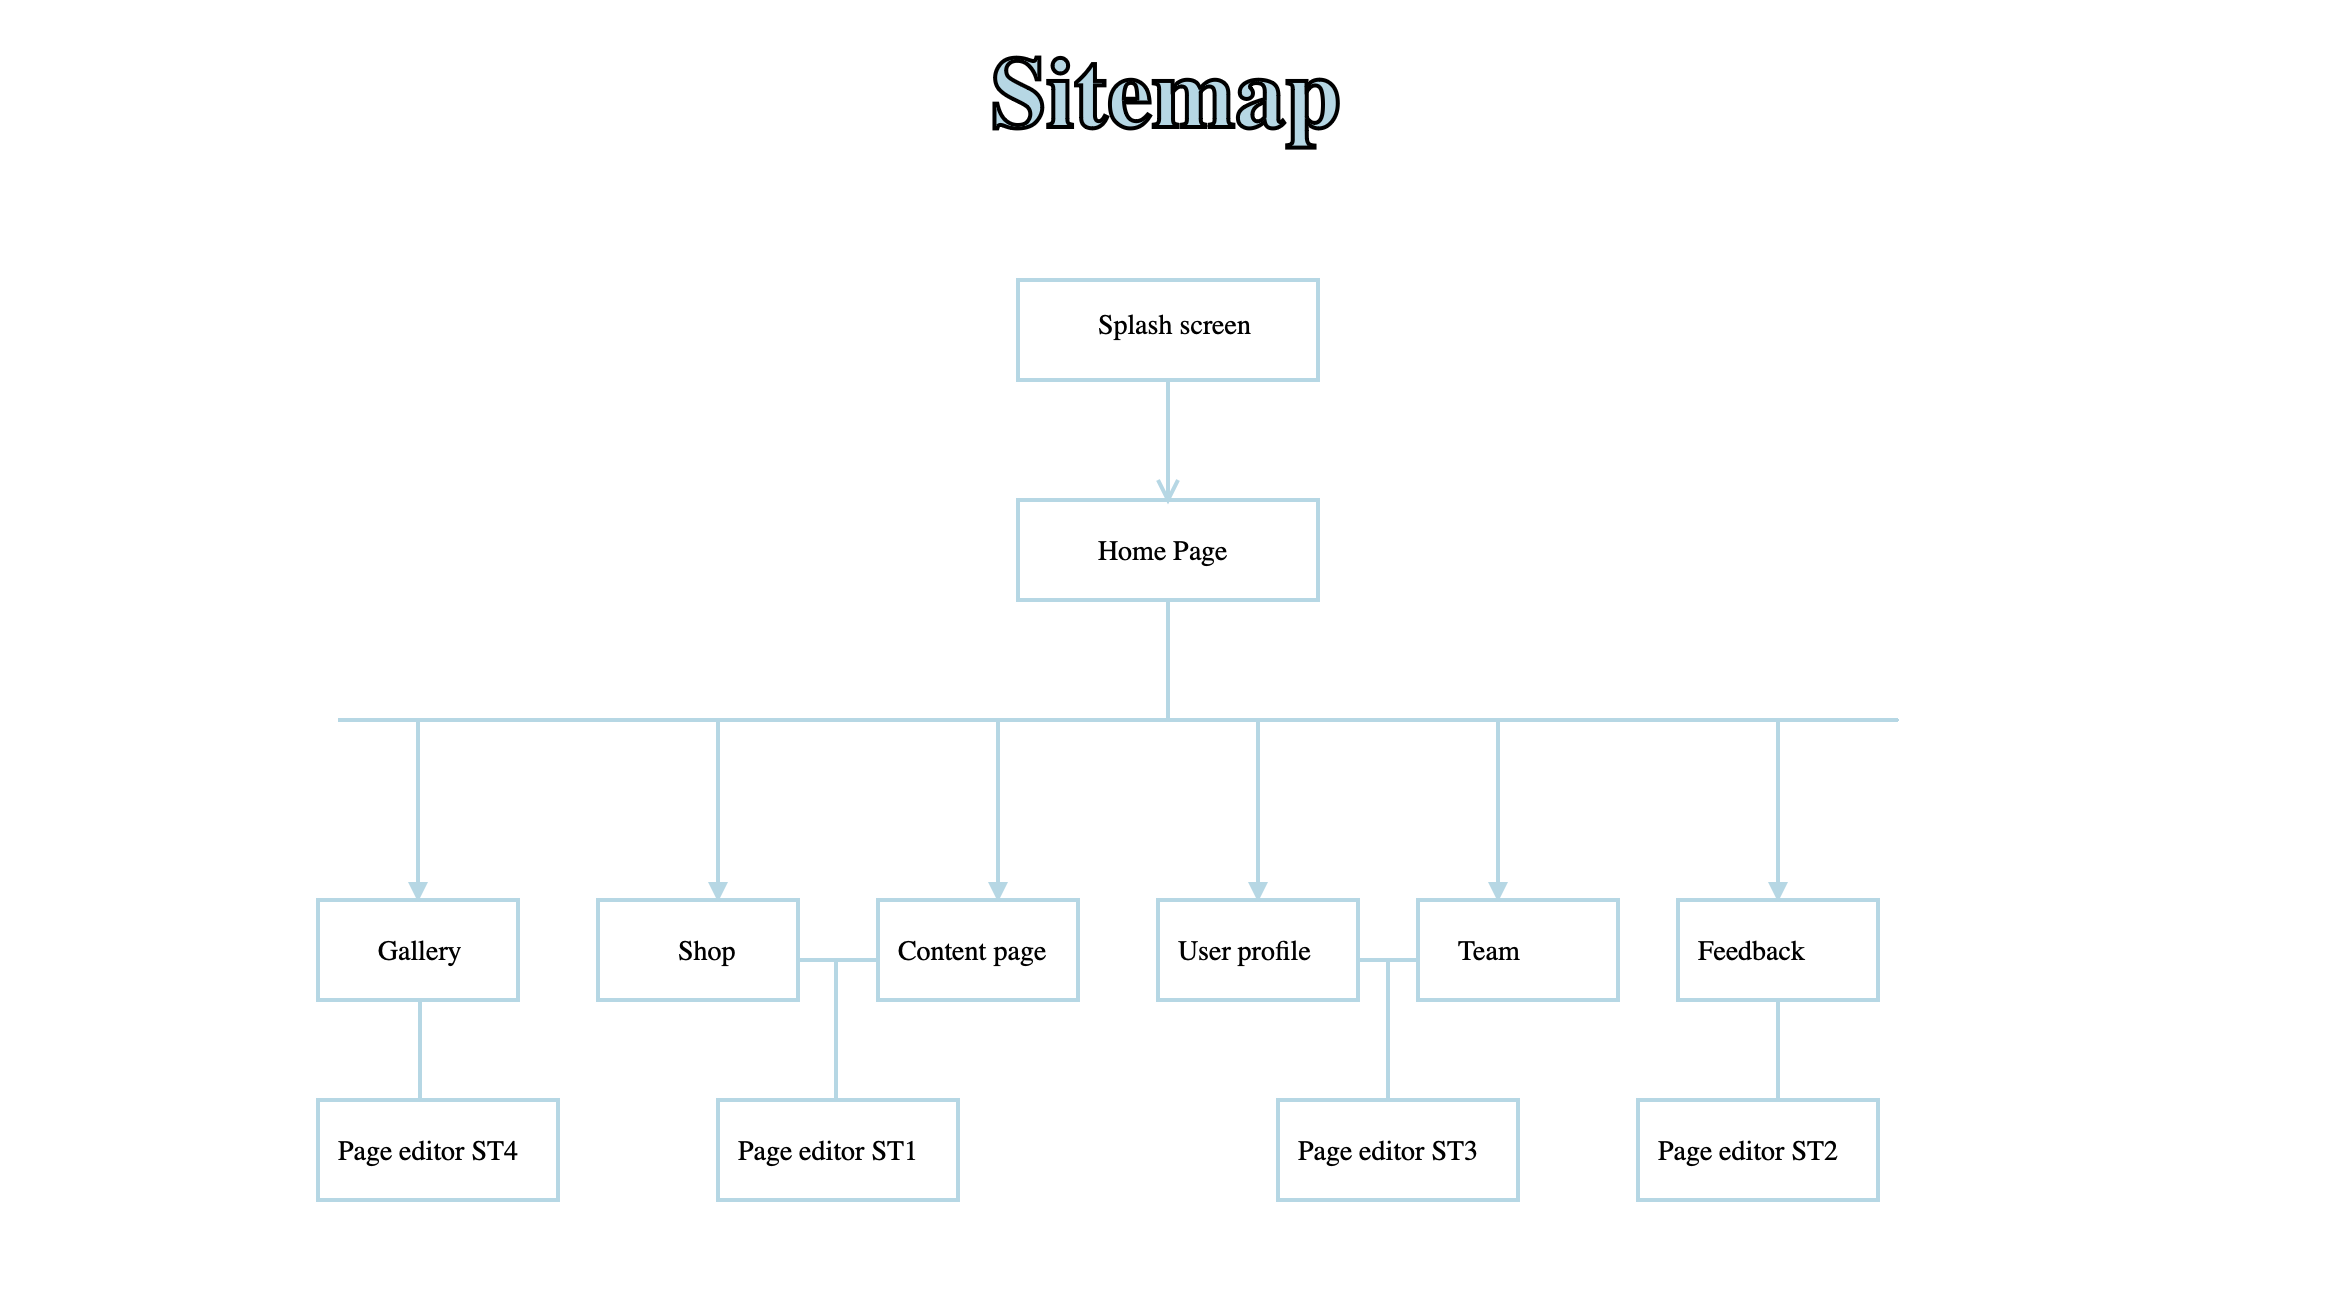 Sitemap
Splash screen
Home Page
Gallery
Shop
Content page
User profile
Team
Feedback
Page editor ST4
Page editor ST1
Page editor ST3
Page editor ST2